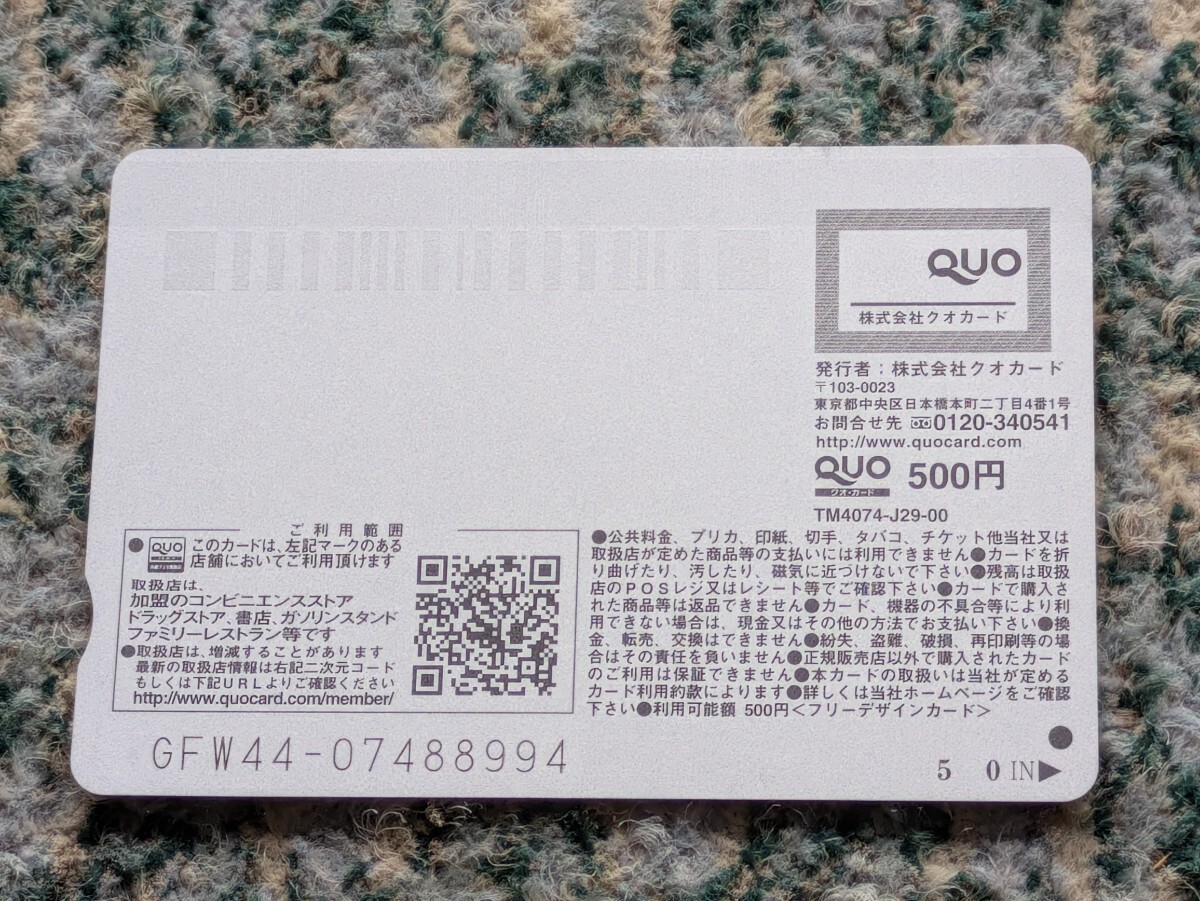 QUO
株式会社クオカード
発行者：株式会社クオカード
〒103-0023
東京都中央区日本橋本町二丁目4番1号
お問合せ先 0120-340541
http://www.quocard.com
QUO 500円
クオ・カード
TM4074-J29-00
ご利用範囲
●QUO このカードは、左記マークのある
店舗においてご利用頂けます
取扱店は、
加盟のコンビニエンスストア
ドラッグストア、書店、ガソリンスタンド
ファミリーレストラン等です
●取扱店は、増減することがあります
最新の取扱店情報は右記二次元コード
もしくは下記URLよりご確認ください
http://www.quocard.com/member/
●公共料金、プリカ、印紙、切手、タバコ、チケット他当社又は
取扱店が定めた商品等の支払いには利用できません●カードを折
り曲げたり、汚したり、磁気に近づけないで下さい●残高は取扱
店のPOSレジ又はレシート等でご確認下さい●カードで購入さ
れた商品等は返品できません●カード、機器の不具合等により利
用できない場合は、現金又はその他の方法でお支払い下さい●換
金、転売、交換はできません●紛失、盗難、破損、再印刷等の場
合はその責任を負いません●正規販売店以外で購入されたカード
のご利用は保証できません●本カードの取扱いは当社が定める
カード利用約款によります●詳しくは当社ホームページをご確認
下さい●利用可能額 500円＜フリーデザインカード＞
GFW44-07488994
5 0 IN▶